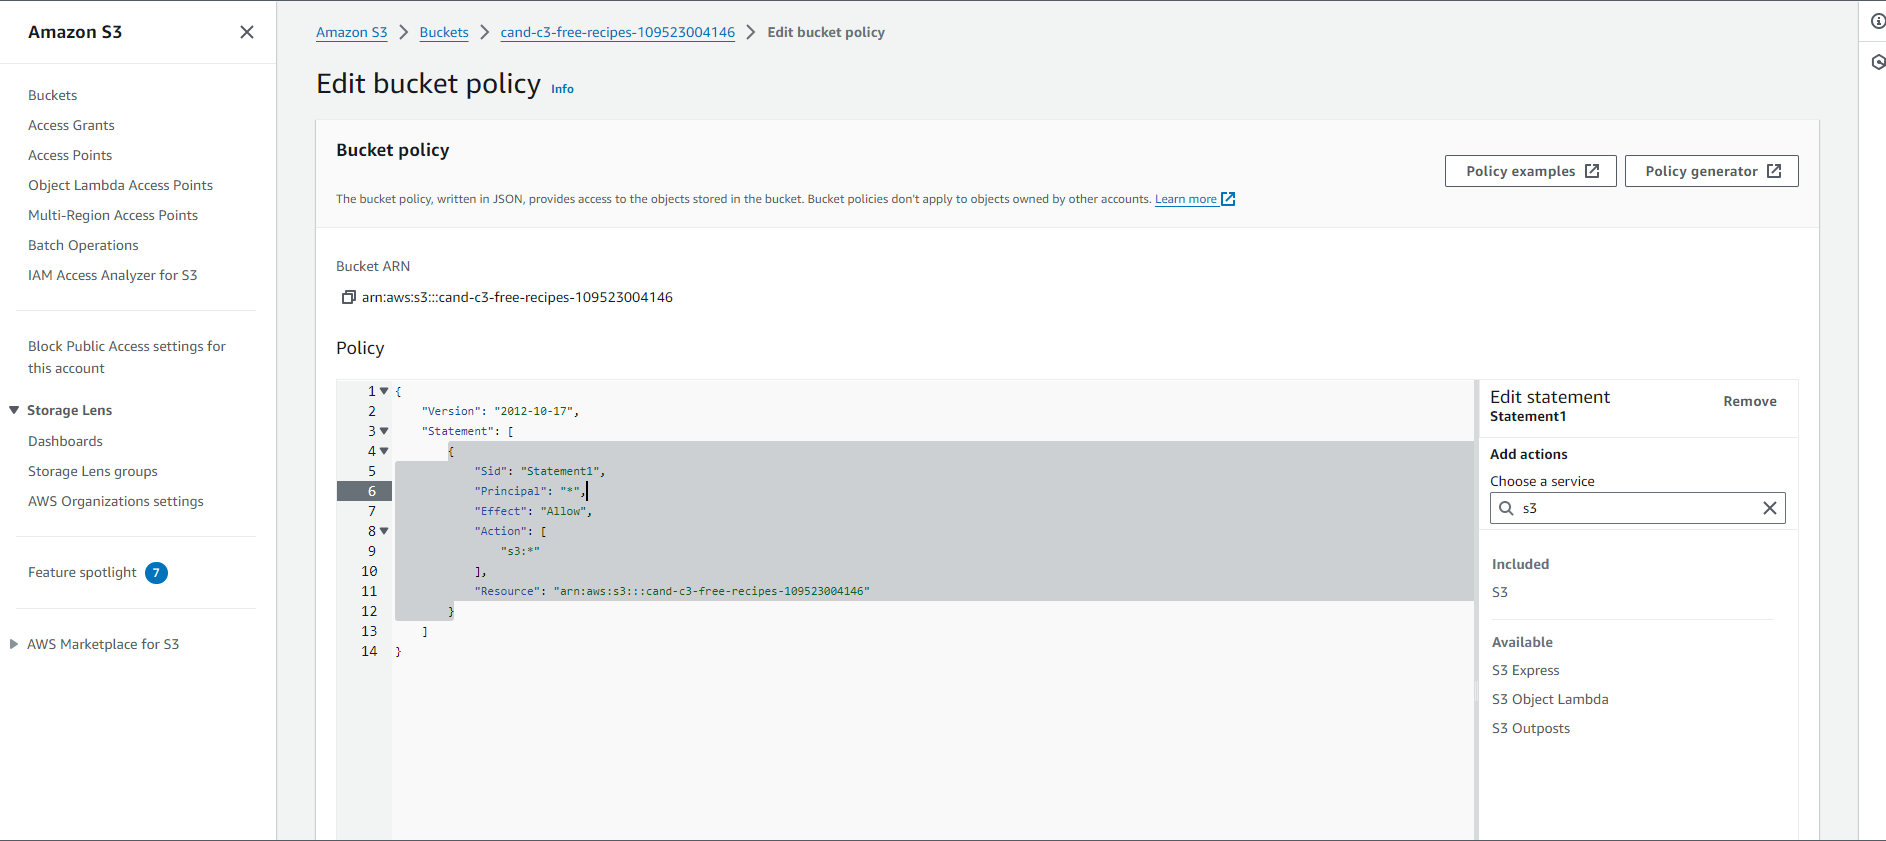 Amazon S3
Buckets
Access Grants
Access Points
Object Lambda Access Points
Multi-Region Access Points
Batch Operations
IAM Access Analyzer for S3
Block Public Access settings for
this account
Storage Lens
Dashboards
Storage Lens groups
AWS Organizations settings
Feature spotlight 7
AWS Marketplace for S3
Amazon S3 > Buckets > cand-c3-free-recipes-109523004146 > Edit bucket policy
Edit bucket policy Info
Bucket policy
Policy examples Policy generator
The bucket policy, written in JSON, provides access to the objects stored in the bucket. Bucket policies don't apply to objects owned by other accounts. Learn more
Bucket ARN
arn:aws:s3:::cand-c3-free-recipes-109523004146
Policy
1 {
2 "Version": "2012-10-17",
3 "Statement": [
4 {
5 "Sid": "Statement1",
6 "Principal": "*",
7 "Effect": "Allow",
8 "Action": [
9 "s3:*"
10 ],
11 "Resource": "arn:aws:s3:::cand-c3-free-recipes-109523004146"
12 }
13 ]
14 }
Edit statement
Remove
Statement1
Add actions
Choose a service
s3
Included
S3
Available
S3 Express
S3 Object Lambda
S3 Outposts